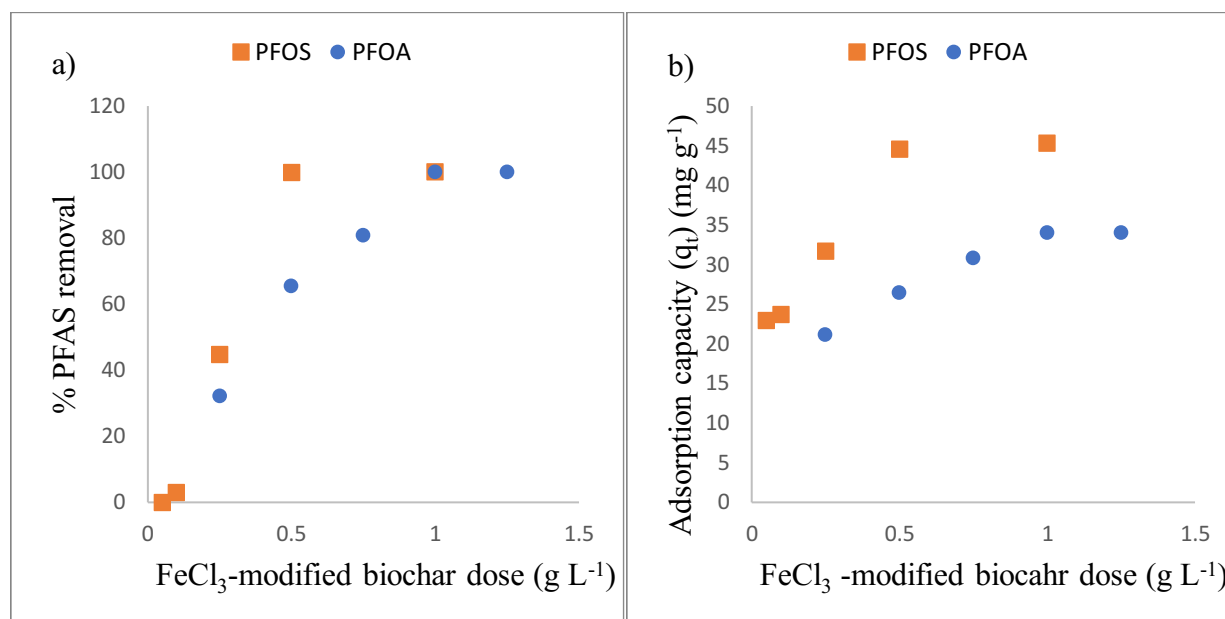 a)
PFOS PFOA
% PFAS removal
120
100
80
60
40
20
0
0 0.5 1 1.5
FeCl₃-modified biochar dose (g L⁻¹)
b)
PFOS PFOA
Adsorption capacity (qₜ) (mg g⁻¹)
50
45
40
35
30
25
20
15
10
5
0
0 0.5 1 1.5
FeCl₃ -modified biocahr dose (g L⁻¹)